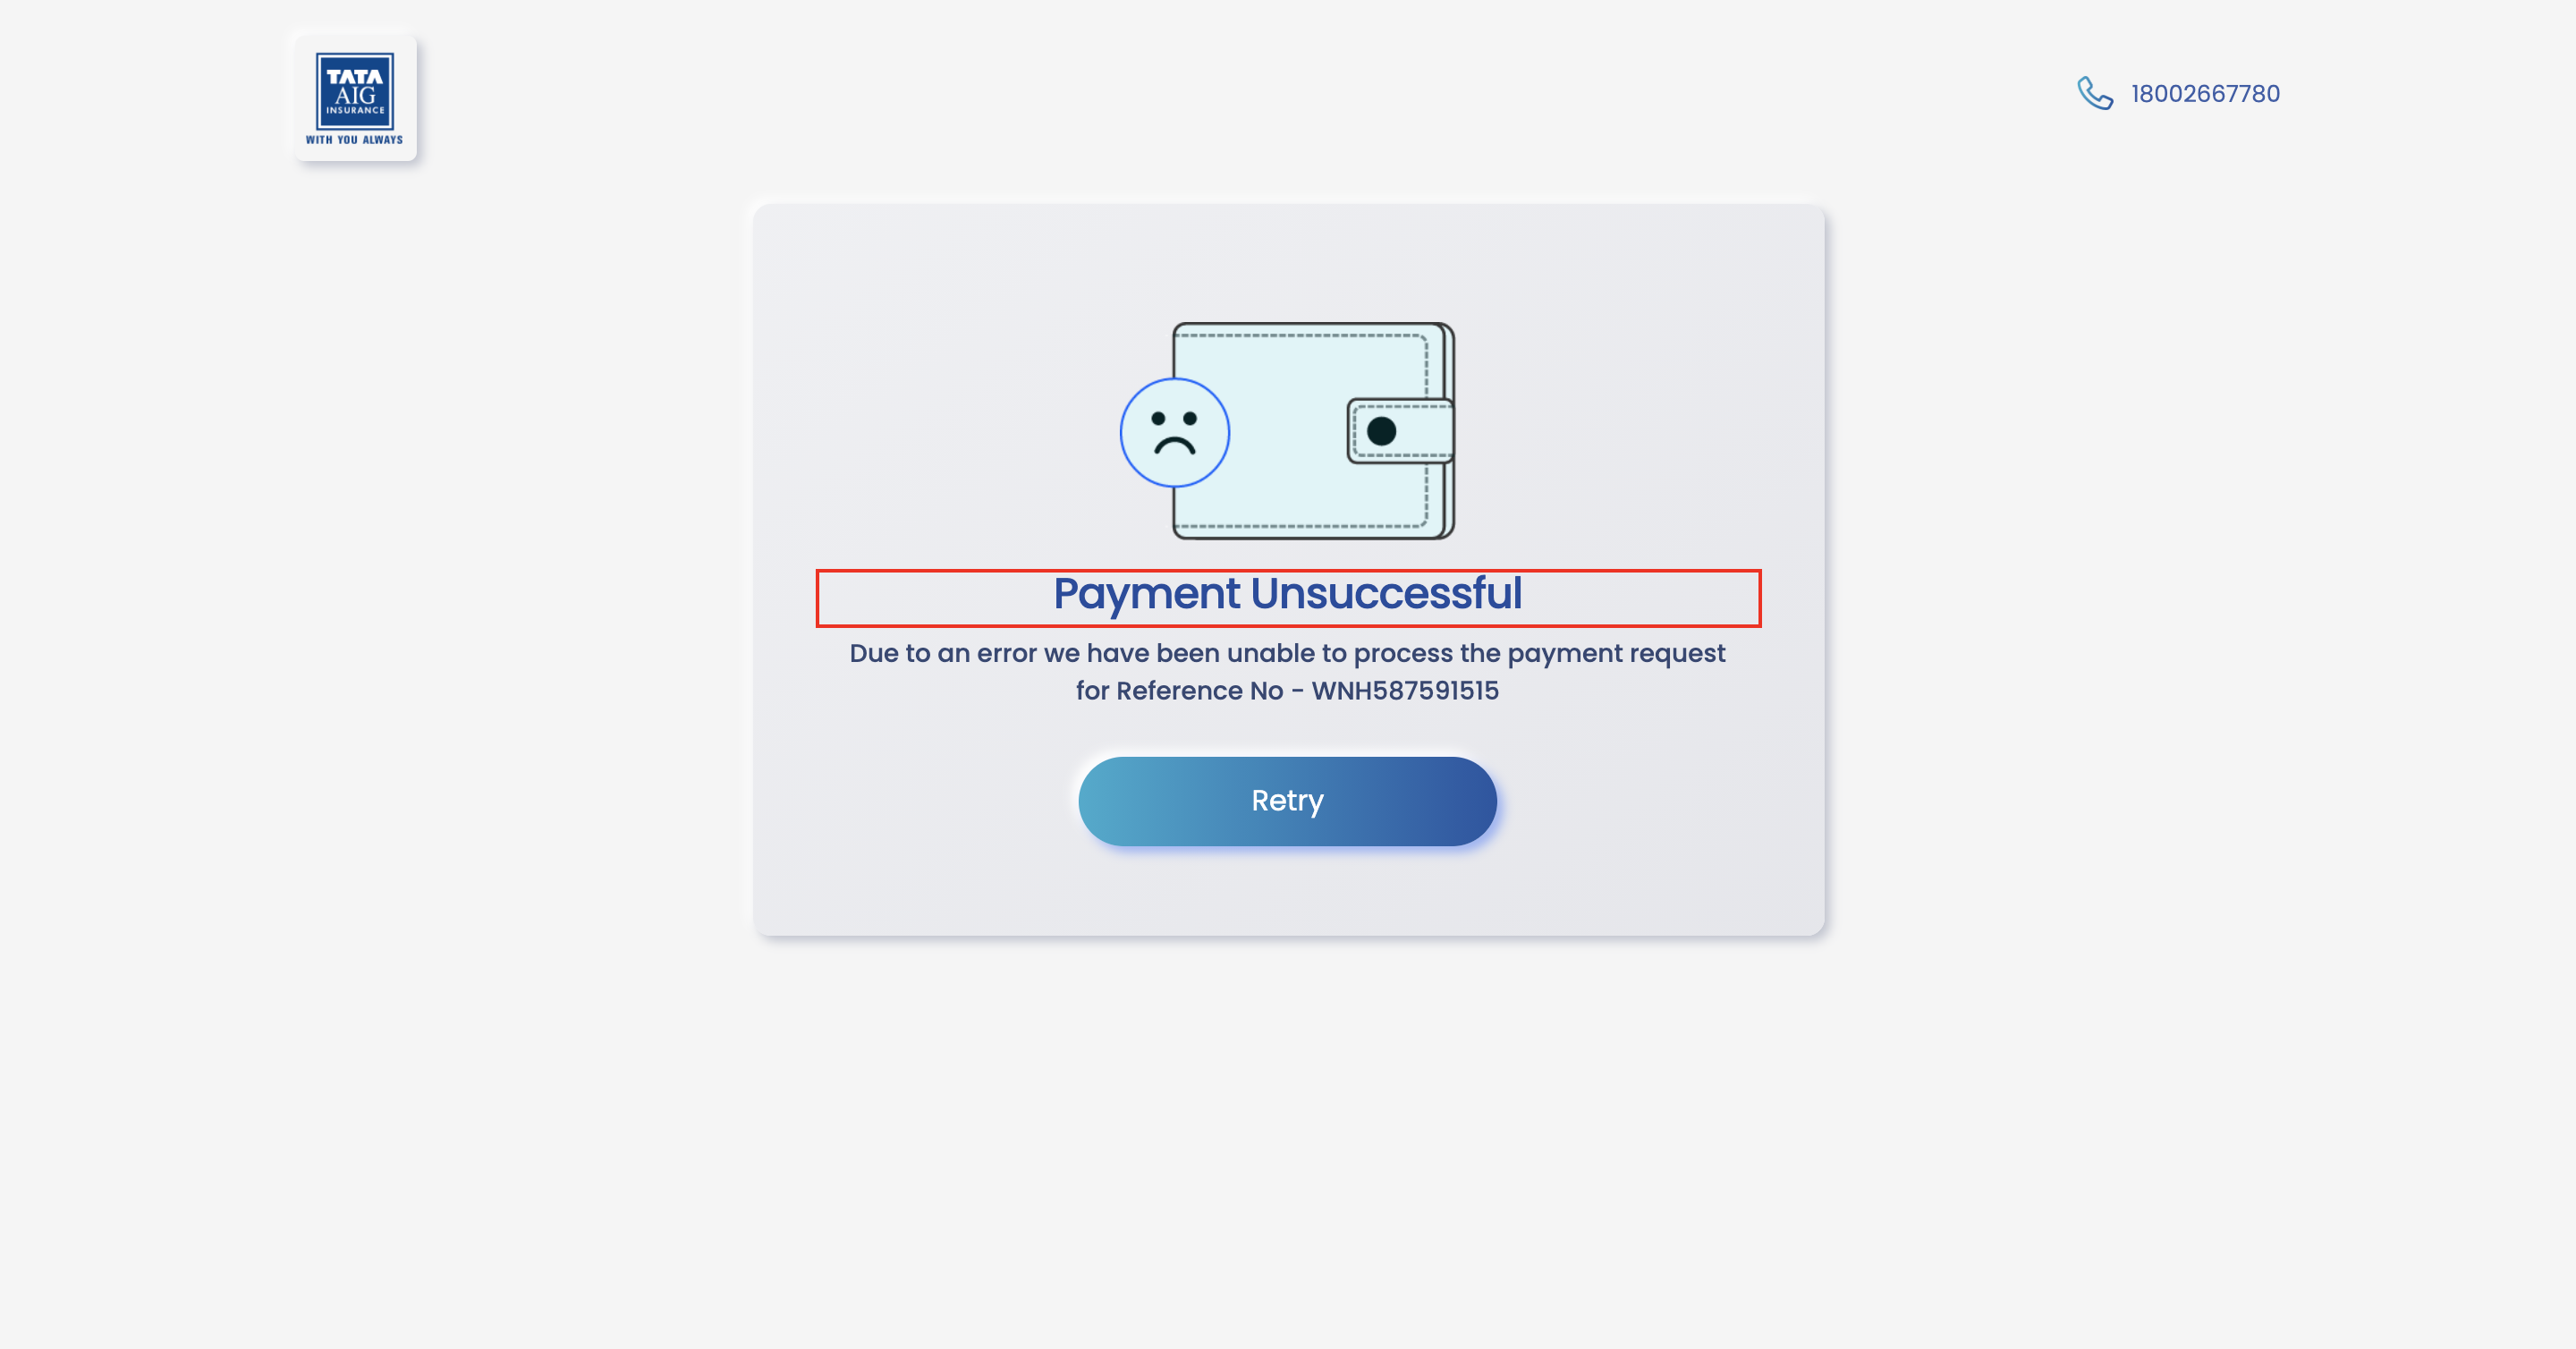 TATA
AIG
INSURANCE
WITH YOU ALWAYS
18002667780
Payment Unsuccessful
Due to an error we have been unable to process the payment request
for Reference No - WNH587591515
Retry